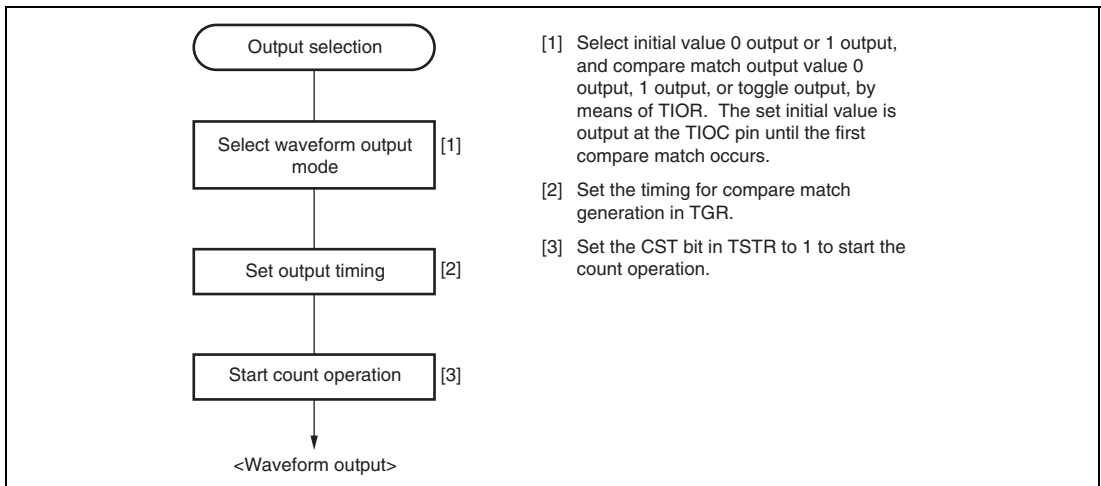 Output selection
Select waveform output
mode
[1]
Set output timing
[2]
Start count operation
[3]
<Waveform output>
[1] Select initial value 0 output or 1 output,
and compare match output value 0
output, 1 output, or toggle output, by
means of TIOR. The set initial value is
output at the TIOC pin until the first
compare match occurs.
[2] Set the timing for compare match
generation in TGR.
[3] Set the CST bit in TSTR to 1 to start the
count operation.